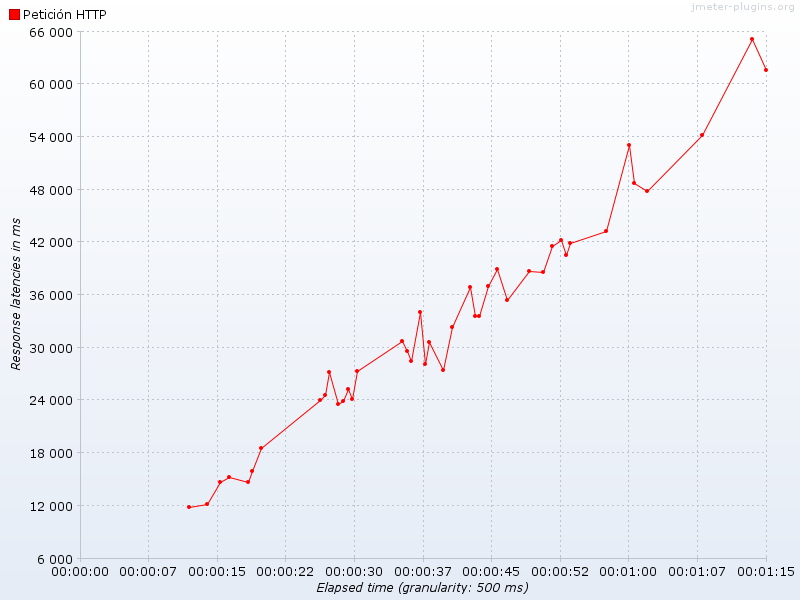 jmeter-plugins.org
Petición HTTP
66 000
60 000
54 000
48 000
42 000
36 000
30 000
24 000
18 000
12 000
6 000
Response latencies in ms
00:00:00 00:00:07 00:00:15 00:00:22 00:00:30 00:00:37 00:00:45 00:00:52 00:01:00 00:01:07 00:01:15
Elapsed time (granularity: 500 ms)